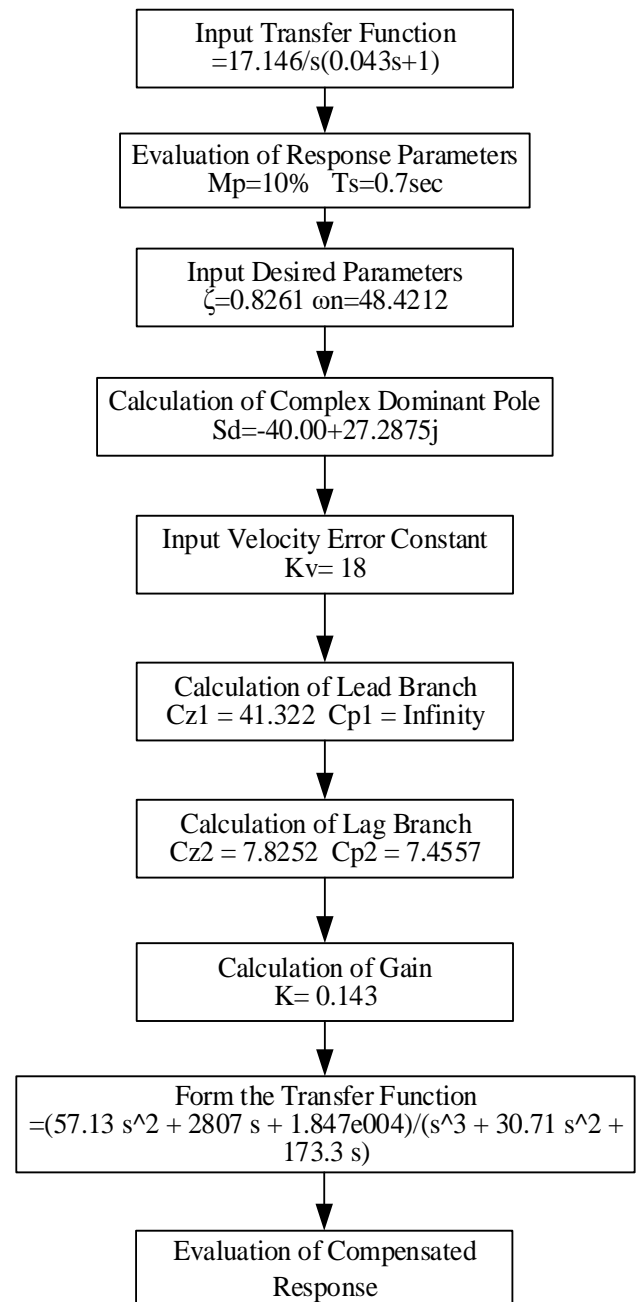 Input Transfer Function
=17.146/s(0.043s+1)
Evaluation of Response Parameters
Mp=10% Ts=0.7sec
Input Desired Parameters
ζ=0.8261 ωn=48.4212
Calculation of Complex Dominant Pole
Sd=-40.00+27.2875j
Input Velocity Error Constant
Kv= 18
Calculation of Lead Branch
Cz1 = 41.322 Cp1 = Infinity
Calculation of Lag Branch
Cz2 = 7.8252 Cp2 = 7.4557
Calculation of Gain
K= 0.143
Form the Transfer Function
=(57.13 s^2 + 2807 s + 1.847e004)/(s^3 + 30.71 s^2 +
173.3 s)
Evaluation of Compensated
Response